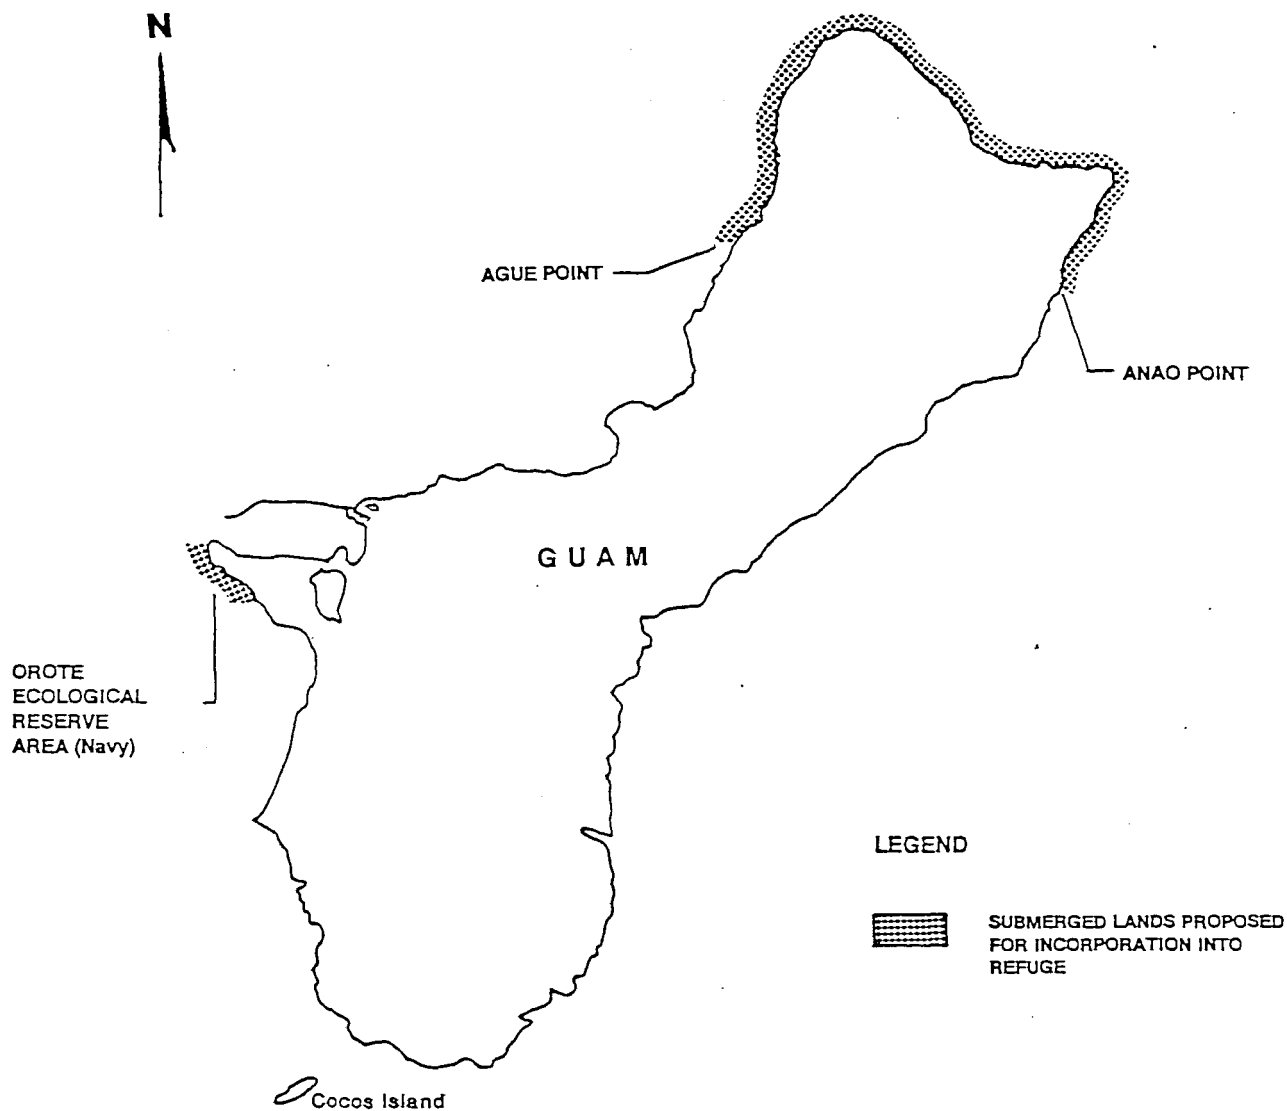 N
AGUE POINT
ANAO POINT
GUAM
OROTE
ECOLOGICAL
RESERVE
AREA (Navy)
LEGEND
SUBMERGED LANDS PROPOSED
FOR INCORPORATION INTO
REFUGE
Cocos Island